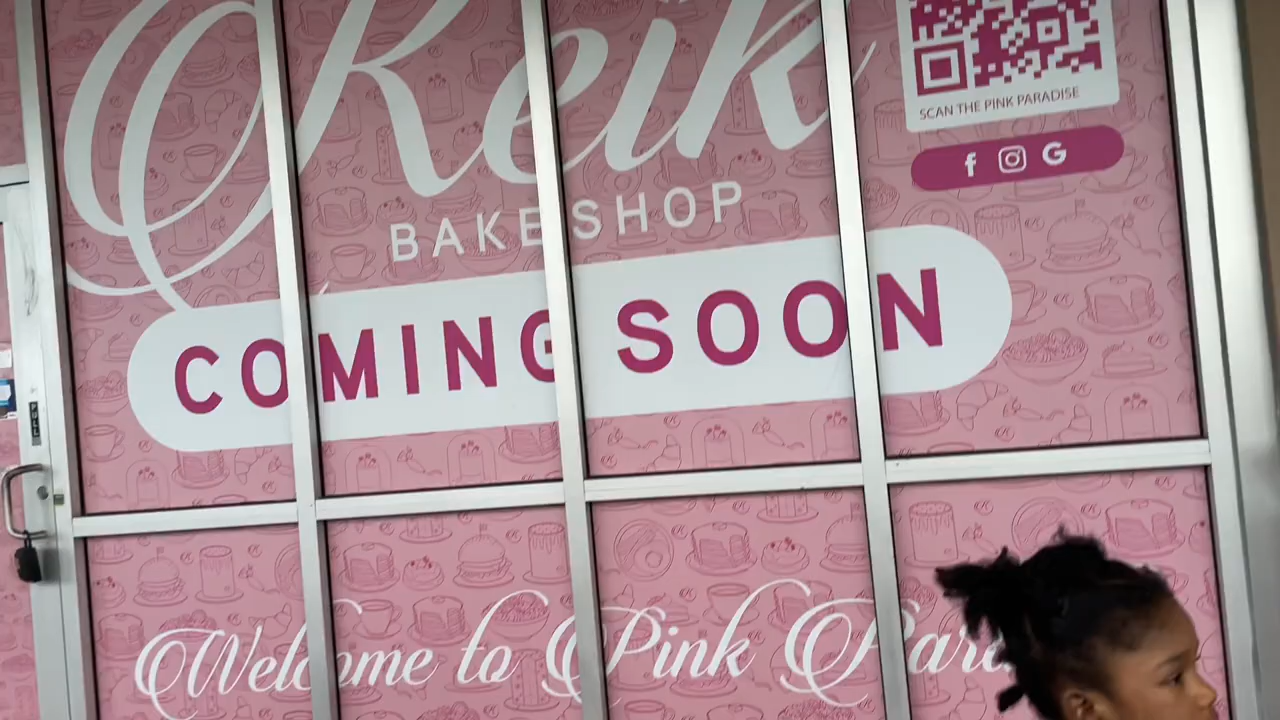 Keik
SCAN THE PINK PARADISE
f G
BAKESHOP
COMING SOON
PULL
Welcome to Pink